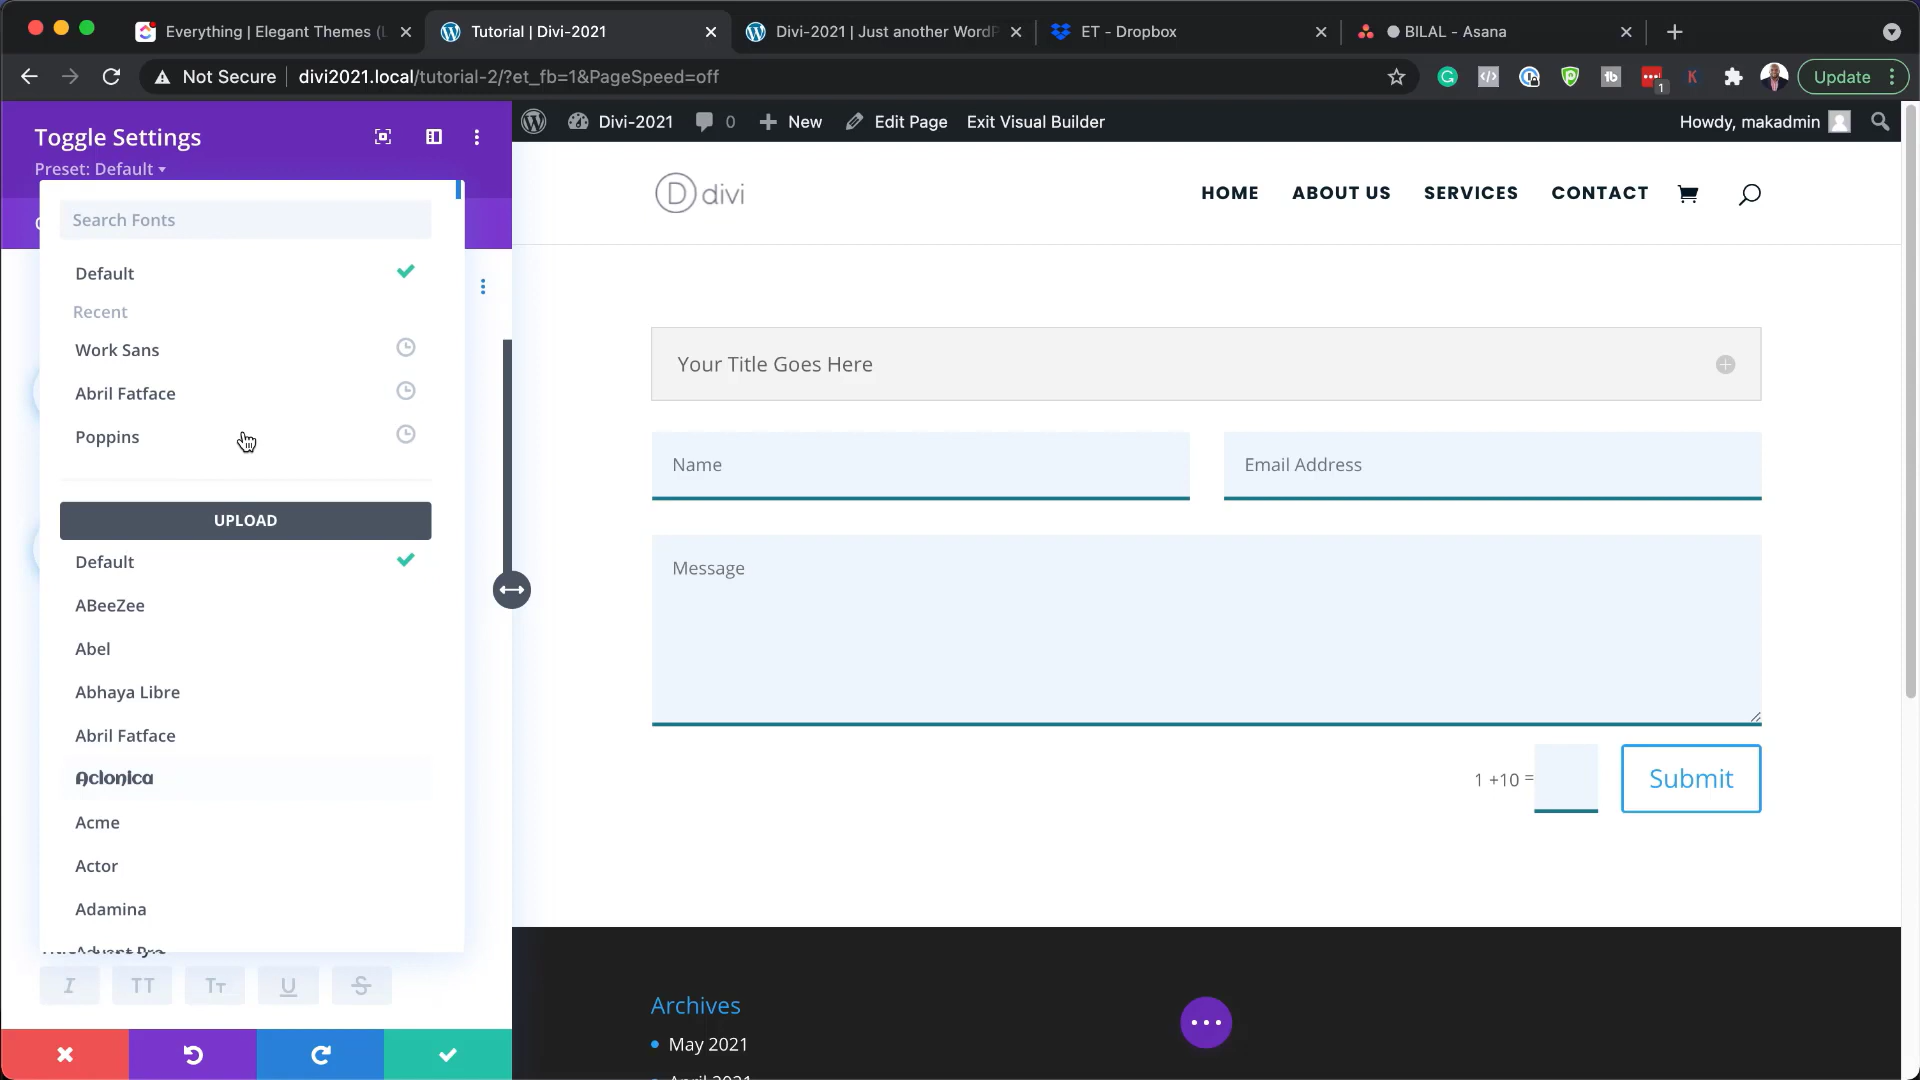 Everything | Elegant Themes (
Tutorial | Divi-2021
Divi-2021 | Just another WordP
ET - Dropbox
BILAL - Asana
Not Secure
divi2021.local/tutorial-2/?et_fb=1&PageSpeed=off
1
Update
Toggle Settings
Preset: Default
Divi-2021
0
New
Edit Page
Exit Visual Builder
Howdy, makadmin
Search Fonts
Default
Recent
Work Sans
Abril Fatface
Poppins
UPLOAD
Default
ABeeZee
Abel
Abhaya Libre
Abril Fatface
Aclonica
Acme
Actor
Adamina
Advent Pro
I TT Tт U S
D divi
HOME
ABOUT US
SERVICES
CONTACT
Your Title Goes Here
Name
Email Address
Message
1 +10 =
Submit
Archives
May 2021
April 2021